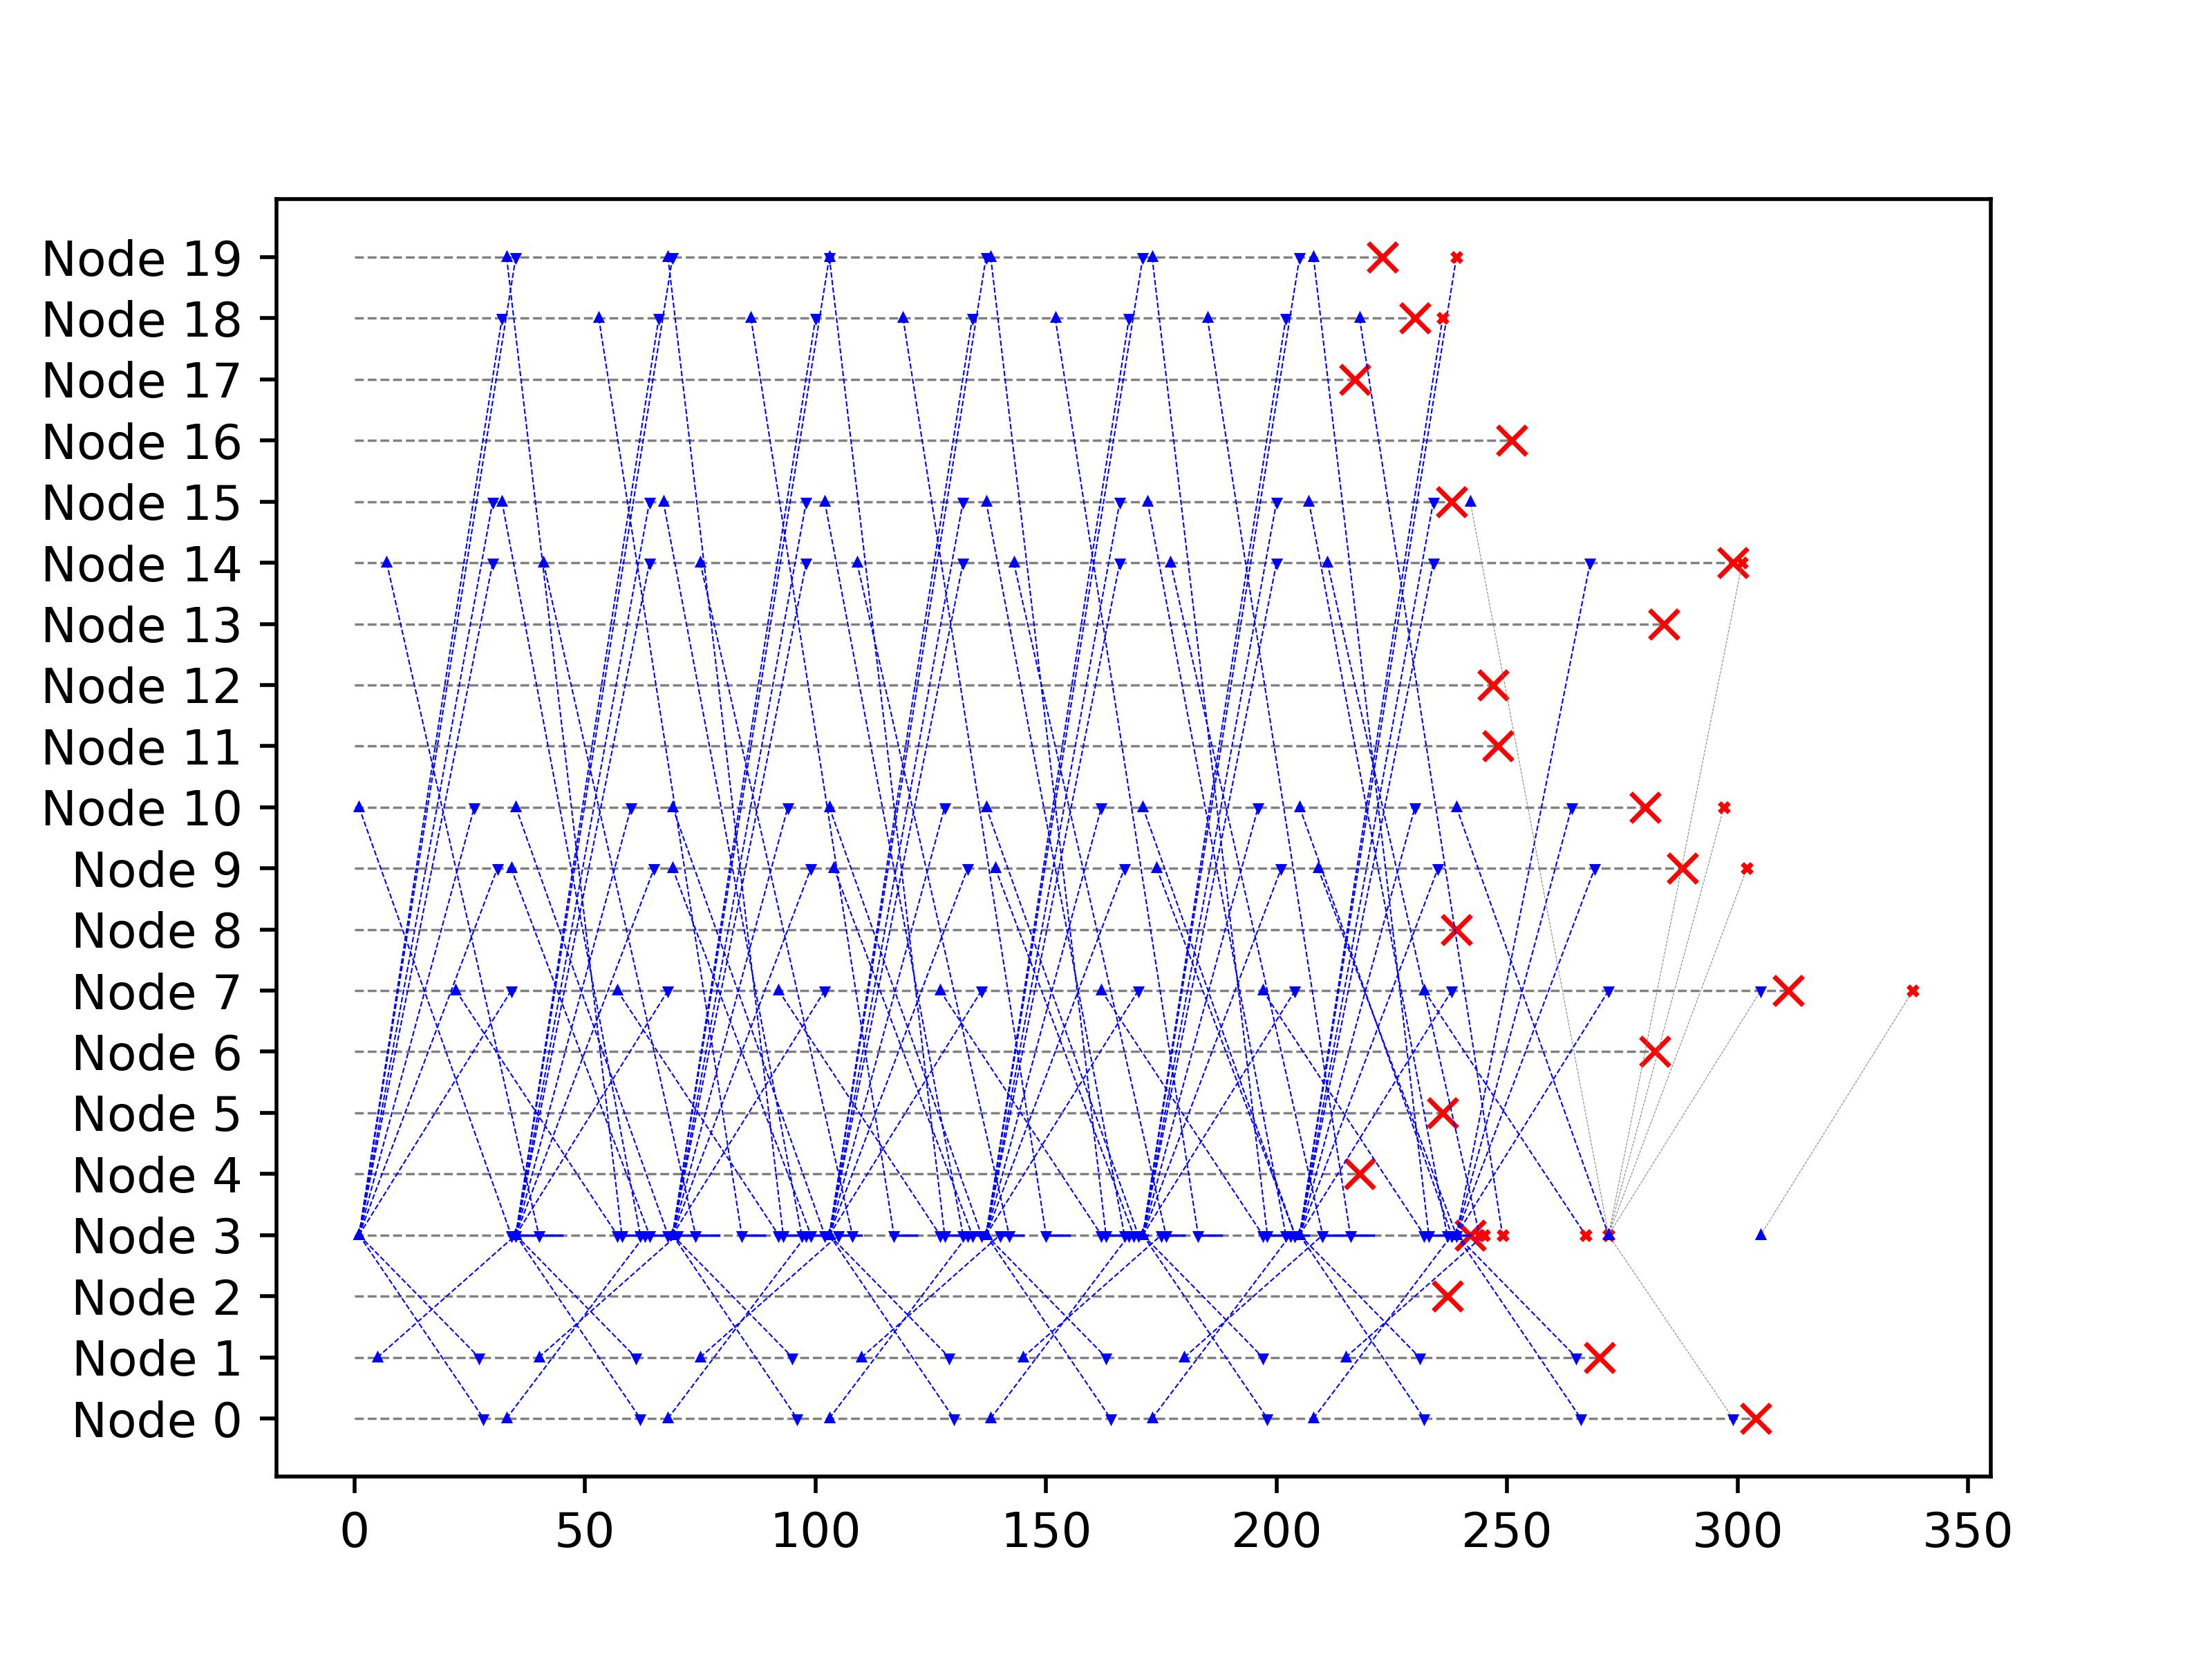 Node 19
Node 18
Node 17
Node 16
Node 15
Node 14
Node 13
Node 12
Node 11
Node 10
Node 9
Node 8
Node 7
Node 6
Node 5
Node 4
Node 3
Node 2
Node 1
Node 0
0 50 100 150 200 250 300 350